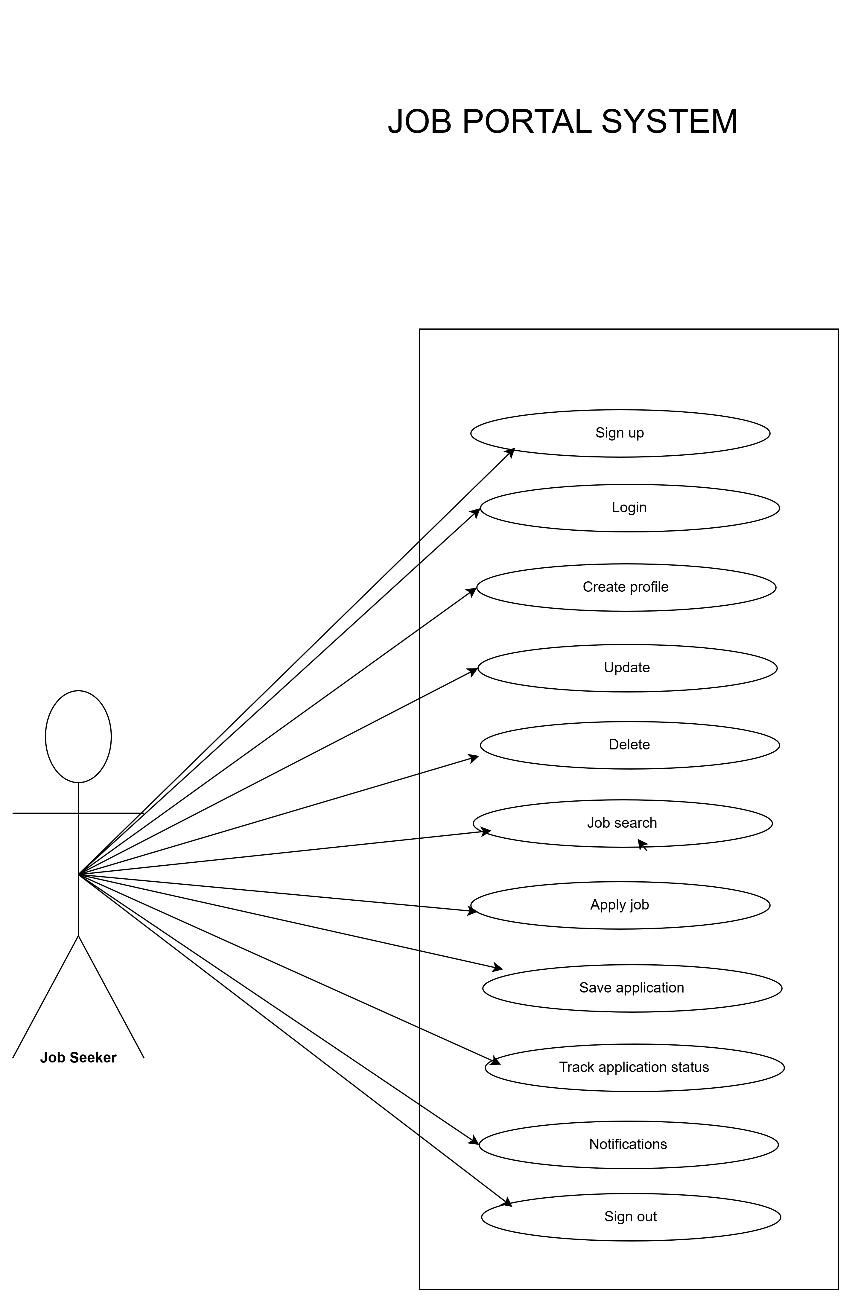 JOB PORTAL SYSTEM
Sign up
Login
Create profile
Update
Delete
Job search
Apply job
Save application
Track application status
Notifications
Sign out
Job Seeker